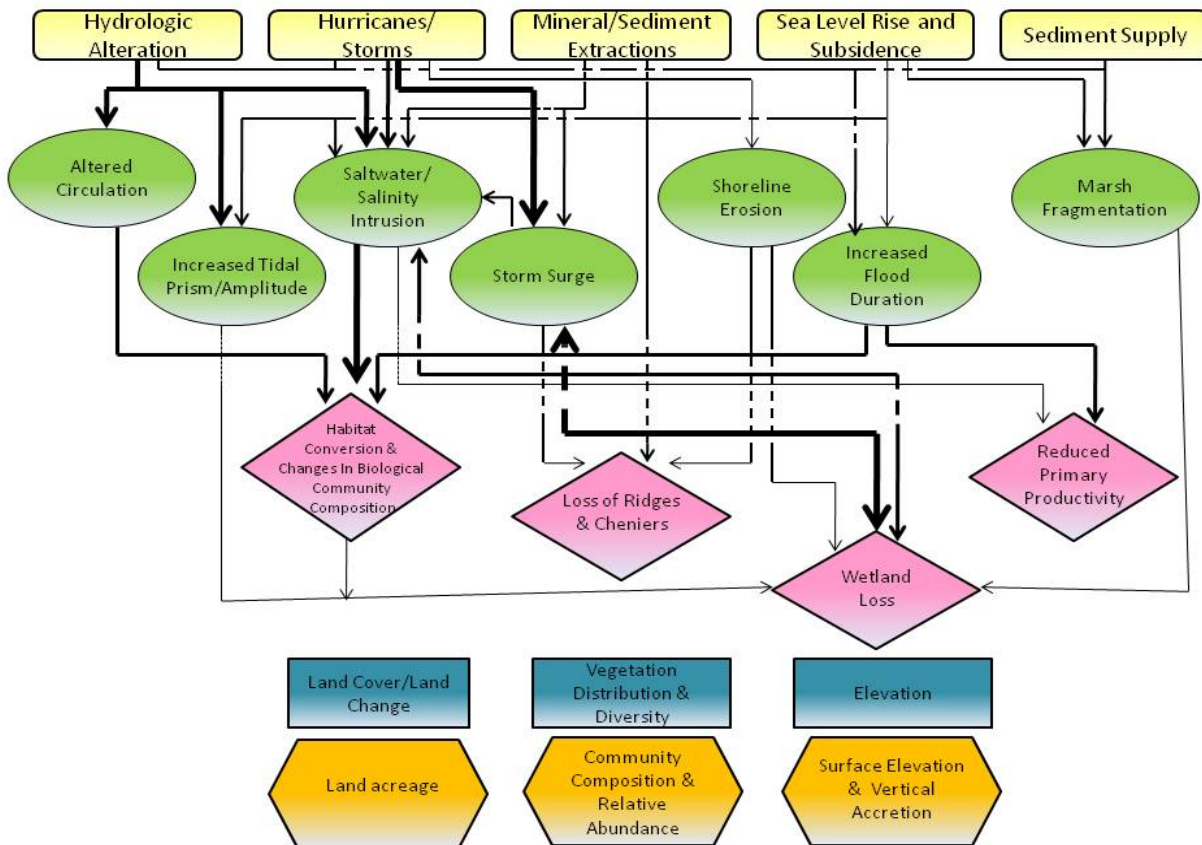 Hydrologic
Alteration
Hurricanes/
Storms
Mineral/Sediment
Extractions
Sea Level Rise and
Subsidence
Sediment Supply
Altered
Circulation
Saltwater/
Salinity
Intrusion
Shoreline
Erosion
Marsh
Fragmentation
Increased Tidal
Prism/Amplitude
Storm Surge
Increased
Flood
Duration
Habitat
Conversion &
Changes In Biological
Community
Composition
Loss of Ridges
& Cheniers
Reduced
Primary
Productivity
Wetland
Loss
Land Cover/Land
Change
Vegetation
Distribution &
Diversity
Elevation
Land acreage
Community
Composition &
Relative
Abundance
Surface Elevation
& Vertical
Accretion